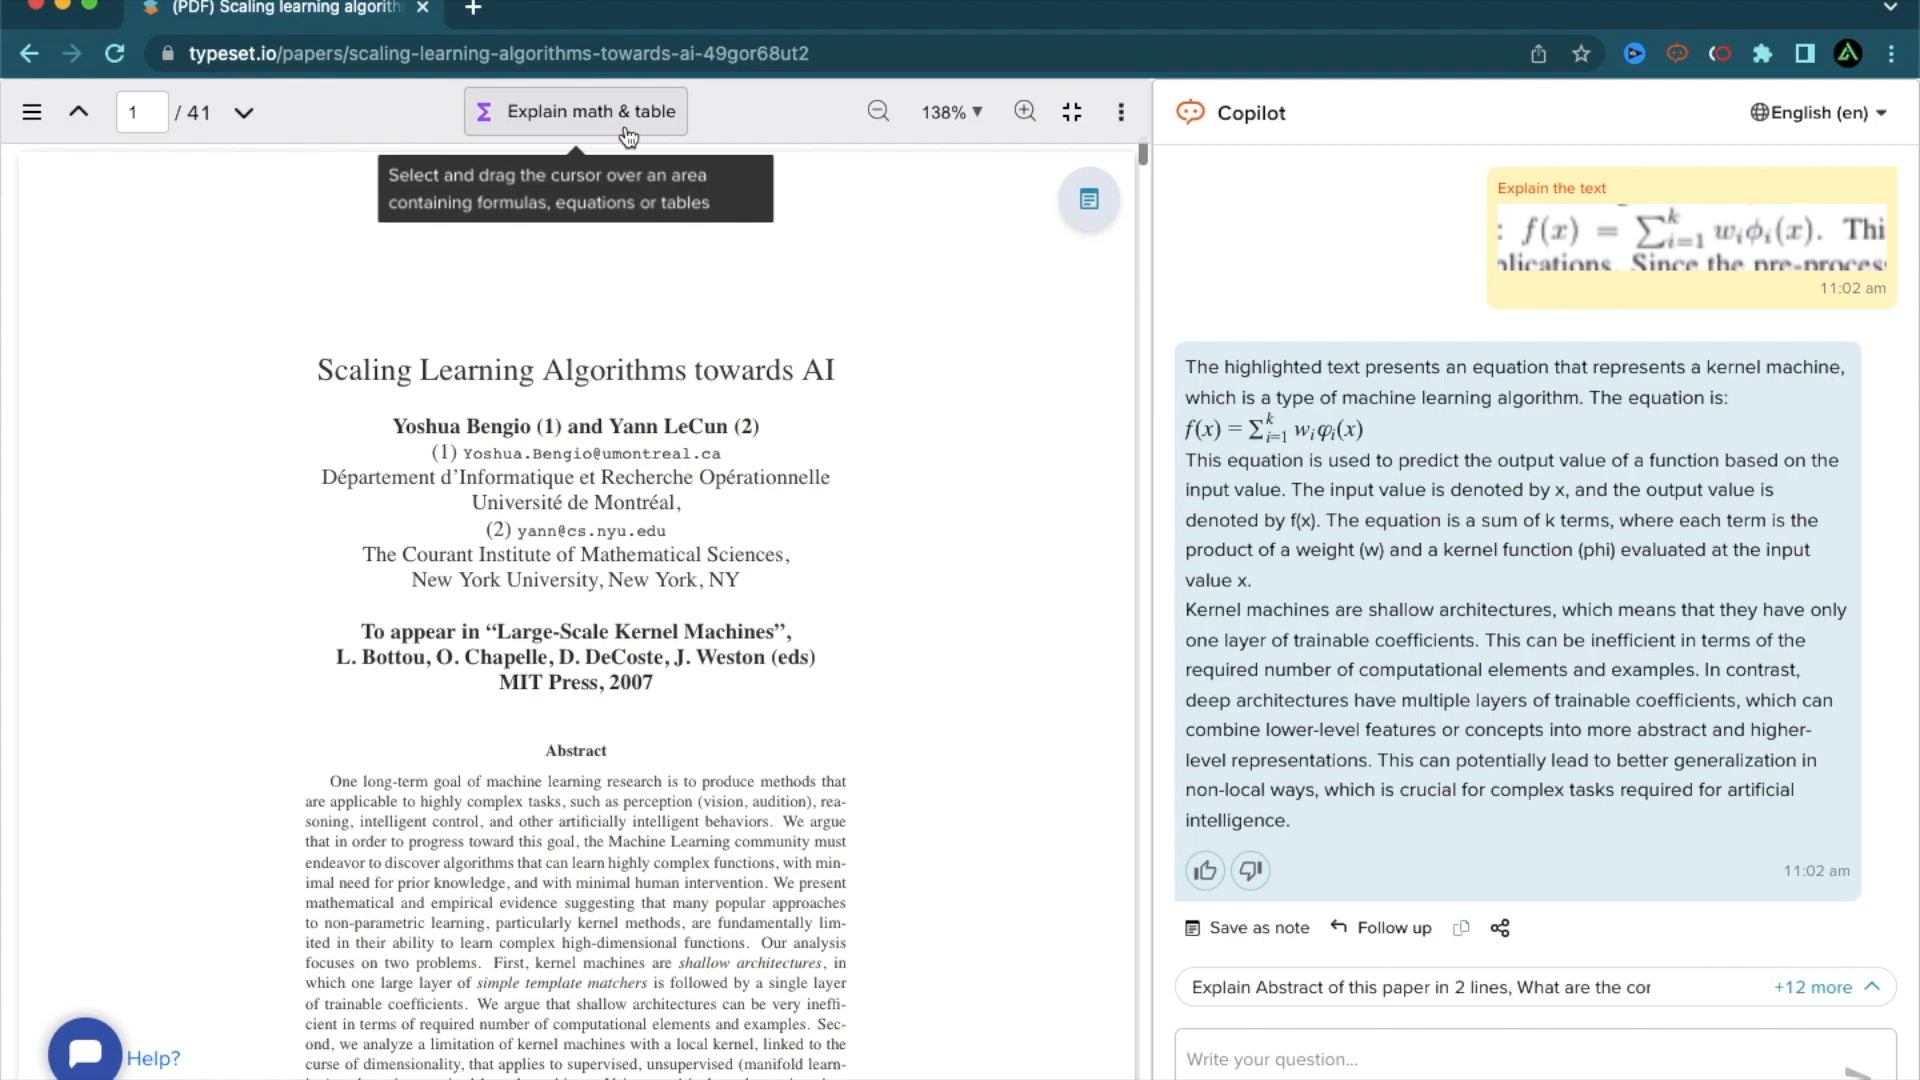 (PDF) Scaling learning algorith
typeset.io/papers/scaling-learning-algorithms-towards-ai-49gor68ut2
1 / 41
Explain math & table
138%
Select and drag the cursor over an area
containing formulas, equations or tables
Scaling Learning Algorithms towards AI
Yoshua Bengio (1) and Yann LeCun (2)
(1) Yoshua.Bengio@umontreal.ca
Département d'Informatique et Recherche Opérationnelle
Université de Montréal,
(2) yann@cs.nyu.edu
The Courant Institute of Mathematical Sciences,
New York University, New York, NY
To appear in “Large-Scale Kernel Machines”,
L. Bottou, O. Chapelle, D. DeCoste, J. Weston (eds)
MIT Press, 2007
Abstract
One long-term goal of machine learning research is to produce methods that
are applicable to highly complex tasks, such as perception (vision, audition), rea-
soning, intelligent control, and other artificially intelligent behaviors. We argue
that in order to progress toward this goal, the Machine Learning community must
endeavor to discover algorithms that can learn highly complex functions, with min-
imal need for prior knowledge, and with minimal human intervention. We present
mathematical and empirical evidence suggesting that many popular approaches
to non-parametric learning, particularly kernel methods, are fundamentally lim-
ited in their ability to learn complex high-dimensional functions. Our analysis
focuses on two problems. First, kernel machines are shallow architectures, in
which one large layer of simple template matchers is followed by a single layer
of trainable coefficients. We argue that shallow architectures can be very ineffi-
cient in terms of required number of computational elements and examples. Sec-
ond, we analyze a limitation of kernel machines with a local kernel, linked to the
curse of dimensionality, that applies to supervised, unsupervised (manifold learn-
Help?
Copilot
English (en)
Explain the text
: f(x) = ∑ᵏᵢ₌₁ wᵢϕᵢ(x). Thi
plications. Since the pre-process
11:02 am
The highlighted text presents an equation that represents a kernel machine,
which is a type of machine learning algorithm. The equation is:
f(x) = ∑ᵏᵢ₌₁ wᵢφᵢ(x)
This equation is used to predict the output value of a function based on the
input value. The input value is denoted by x, and the output value is
denoted by f(x). The equation is a sum of k terms, where each term is the
product of a weight (w) and a kernel function (phi) evaluated at the input
value x.
Kernel machines are shallow architectures, which means that they have only
one layer of trainable coefficients. This can be inefficient in terms of the
required number of computational elements and examples. In contrast,
deep architectures have multiple layers of trainable coefficients, which can
combine lower-level features or concepts into more abstract and higher-
level representations. This can potentially lead to better generalization in
non-local ways, which is crucial for complex tasks required for artificial
intelligence.
11:02 am
Save as note Follow up
Explain Abstract of this paper in 2 lines, What are the cor +12 more
Write your question...